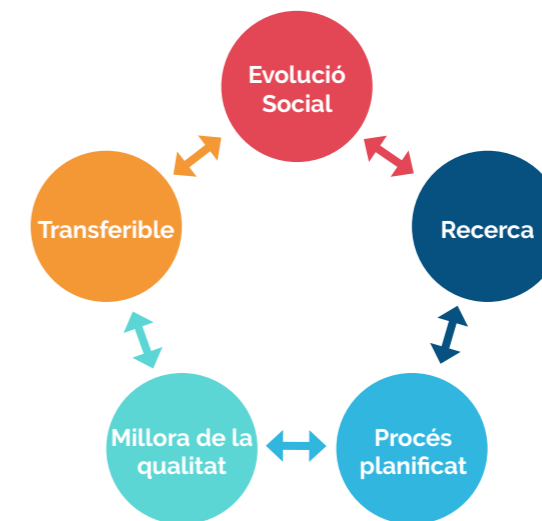 Evolució
Social
Transferible
Recerca
Millora de la
qualitat
Procés
planificat